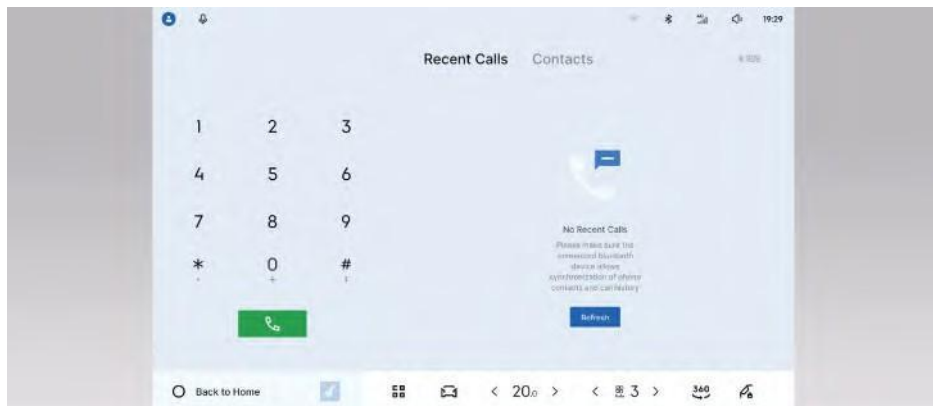 19:29
Recent Calls Contacts
1 2 3
4 5 6
7 8 9
* 0 #
+
No Recent Calls
Please make sure the
connected bluetooth
device allows
synchronization of phone
contacts and call history
Refresh
Back to Home
< 20.0 >
< 3 >
360